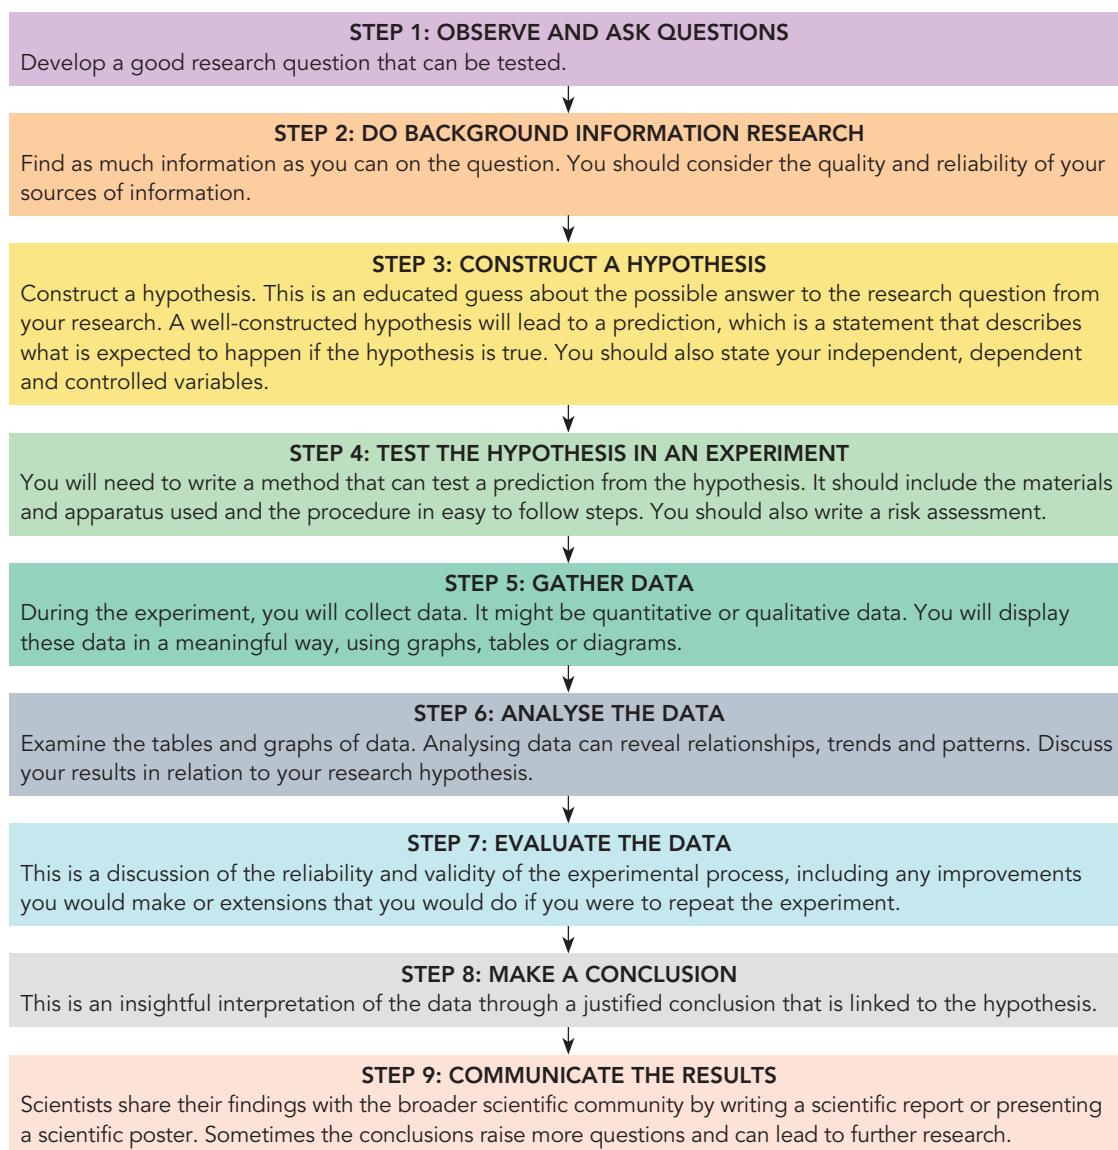 STEP 1: OBSERVE AND ASK QUESTIONS
Develop a good research question that can be tested.
STEP 2: DO BACKGROUND INFORMATION RESEARCH
Find as much information as you can on the question. You should consider the quality and reliability of your
sources of information.
STEP 3: CONSTRUCT A HYPOTHESIS
Construct a hypothesis. This is an educated guess about the possible answer to the research question from
your research. A well-constructed hypothesis will lead to a prediction, which is a statement that describes
what is expected to happen if the hypothesis is true. You should also state your independent, dependent
and controlled variables.
STEP 4: TEST THE HYPOTHESIS IN AN EXPERIMENT
You will need to write a method that can test a prediction from the hypothesis. It should include the materials
and apparatus used and the procedure in easy to follow steps. You should also write a risk assessment.
STEP 5: GATHER DATA
During the experiment, you will collect data. It might be quantitative or qualitative data. You will display
these data in a meaningful way, using graphs, tables or diagrams.
STEP 6: ANALYSE THE DATA
Examine the tables and graphs of data. Analysing data can reveal relationships, trends and patterns. Discuss
your results in relation to your research hypothesis.
STEP 7: EVALUATE THE DATA
This is a discussion of the reliability and validity of the experimental process, including any improvements
you would make or extensions that you would do if you were to repeat the experiment.
STEP 8: MAKE A CONCLUSION
This is an insightful interpretation of the data through a justified conclusion that is linked to the hypothesis.
STEP 9: COMMUNICATE THE RESULTS
Scientists share their findings with the broader scientific community by writing a scientific report or presenting
a scientific poster. Sometimes the conclusions raise more questions and can lead to further research.